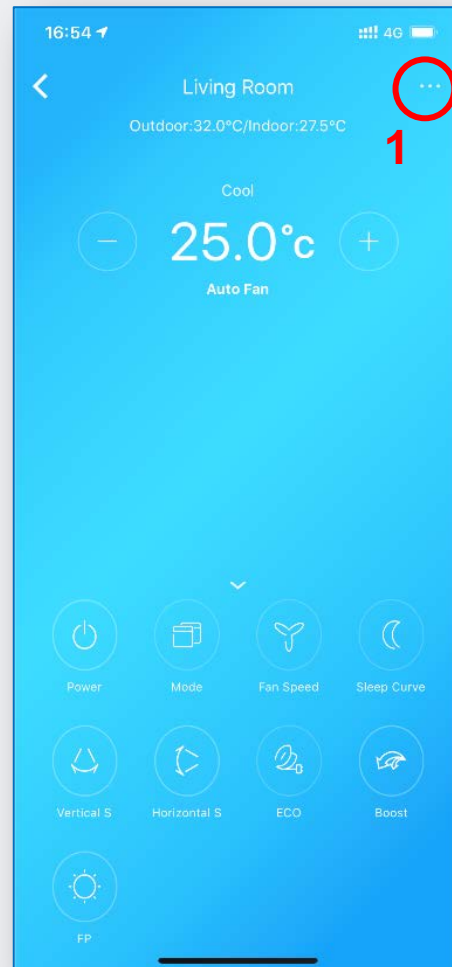 16:54 4G
Living Room ...
Outdoor:32.0°C/Indoor:27.5°C
1
Cool
− 25.0°c +
Auto Fan
Power Mode Fan Speed Sleep Curve
Vertical S Horizontal S ECO Boost
FP